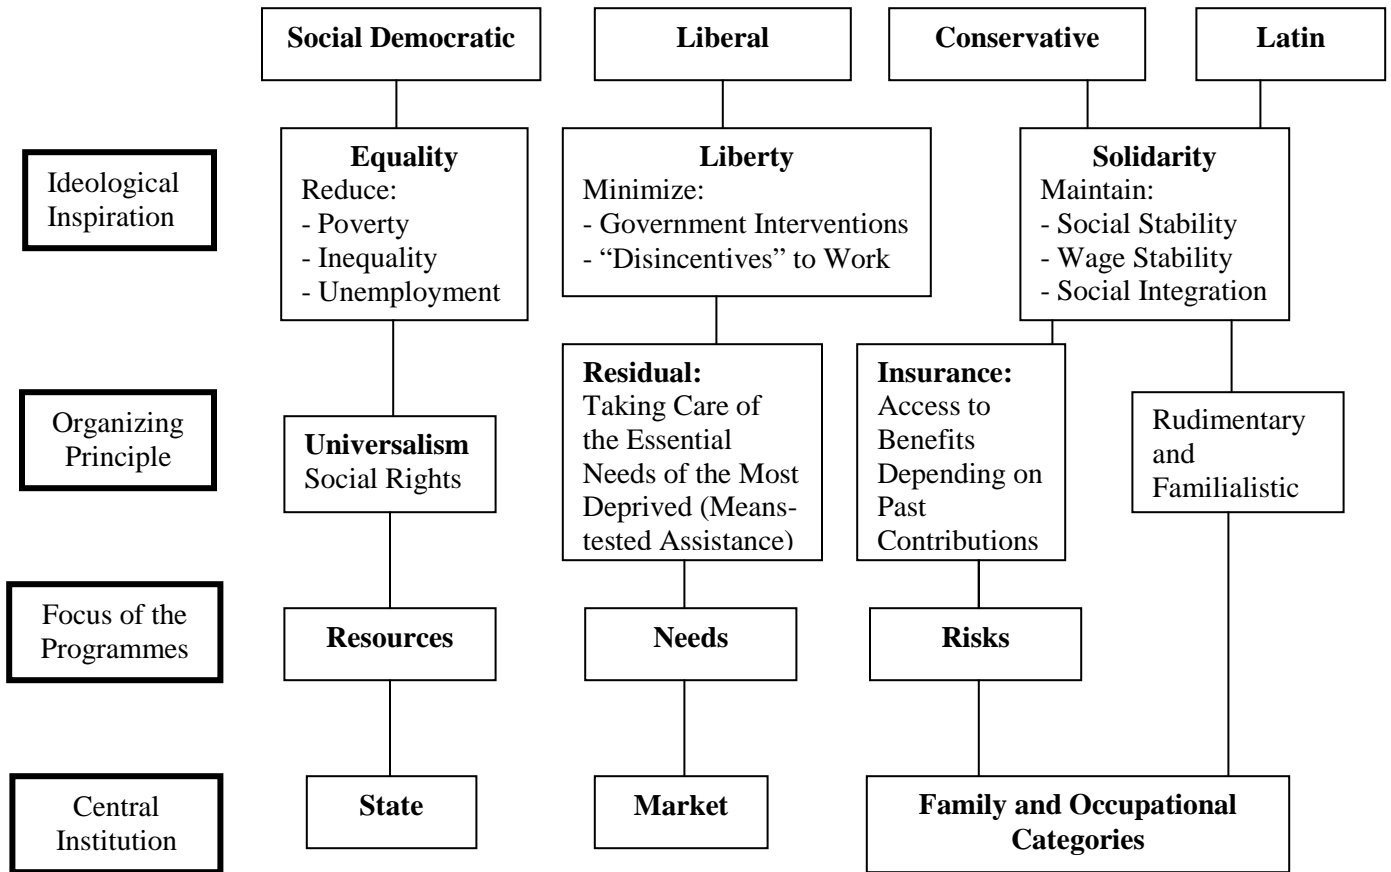 Social Democratic
Liberal
Conservative
Latin
Ideological
Inspiration
Equality
Reduce:
- Poverty
- Inequality
- Unemployment
Liberty
Minimize:
- Government Interventions
- “Disincentives” to Work
Solidarity
Maintain:
- Social Stability
- Wage Stability
- Social Integration
Organizing
Principle
Universalism
Social Rights
Residual:
Taking Care of
the Essential
Needs of the Most
Deprived (Means-
tested Assistance)
Insurance:
Access to
Benefits
Depending on
Past
Contributions
Rudimentary
and
Familialistic
Focus of the
Programmes
Resources
Needs
Risks
Central
Institution
State
Market
Family and Occupational
Categories